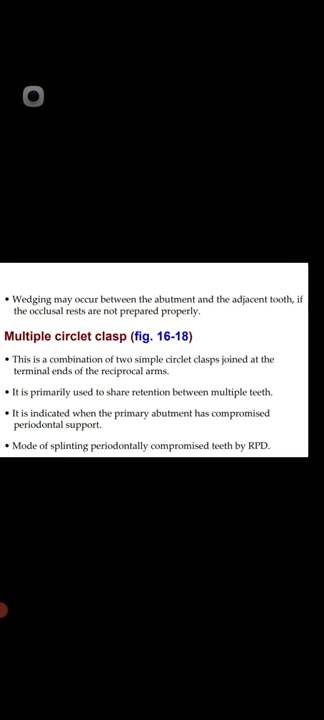 • Wedging may occur between the abutment and the adjacent tooth, if
the occlusal rests are not prepared properly.
Multiple circlet clasp (fig. 16-18)
• This is a combination of two simple circlet clasps joined at the
terminal ends of the reciprocal arms.
• It is primarily used to share retention between multiple teeth.
• It is indicated when the primary abutment has compromised
periodontal support.
• Mode of splinting periodontally compromised teeth by RPD.